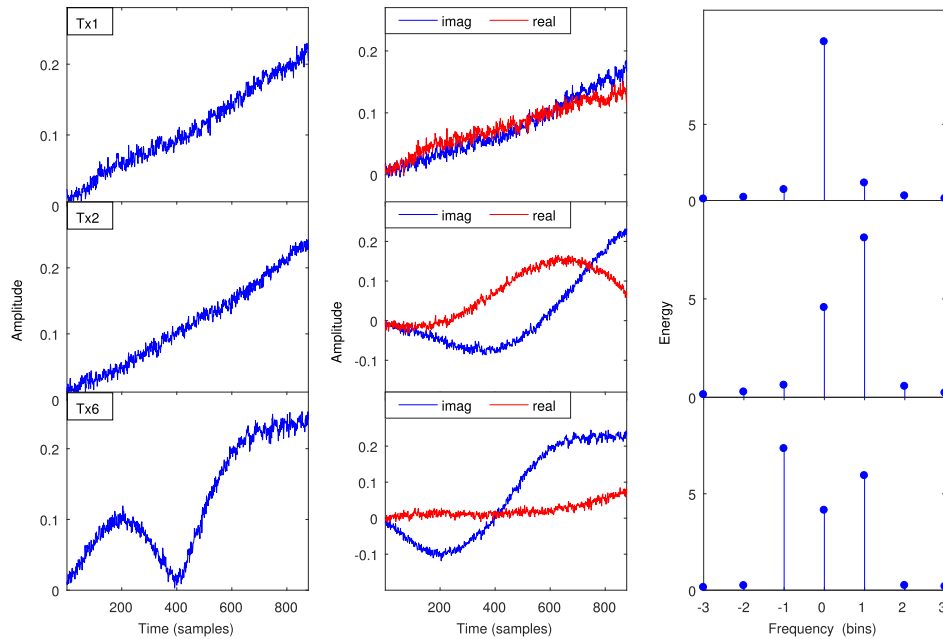 Tx1
0.2
0.1
0
imag real
0.2
0.1
0
5
0
Tx2
0.2
0.1
0
Amplitude
imag real
0.2
0.1
0
-0.1
Amplitude
5
0
Energy
Tx6
0.2
0.1
0
200 400 600 800
Time (samples)
imag real
0.2
0.1
0
-0.1
200 400 600 800
Time (samples)
5
0
-3 -2 -1 0 1 2 3
Frequency (bins)